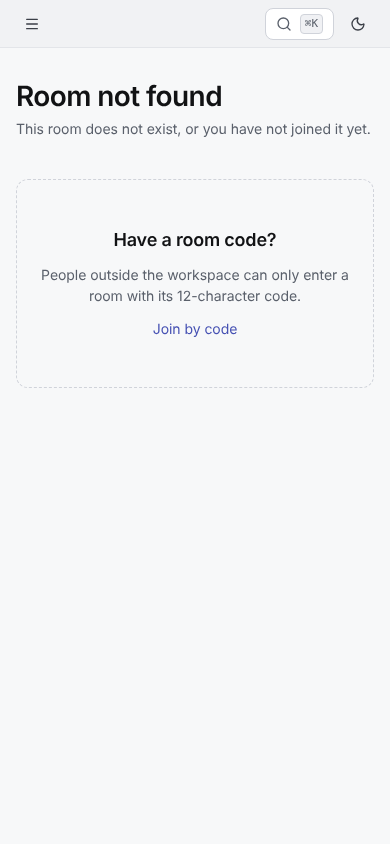 ⌘K
Room not found
This room does not exist, or you have not joined it yet.
Have a room code?
People outside the workspace can only enter a
room with its 12-character code.
Join by code